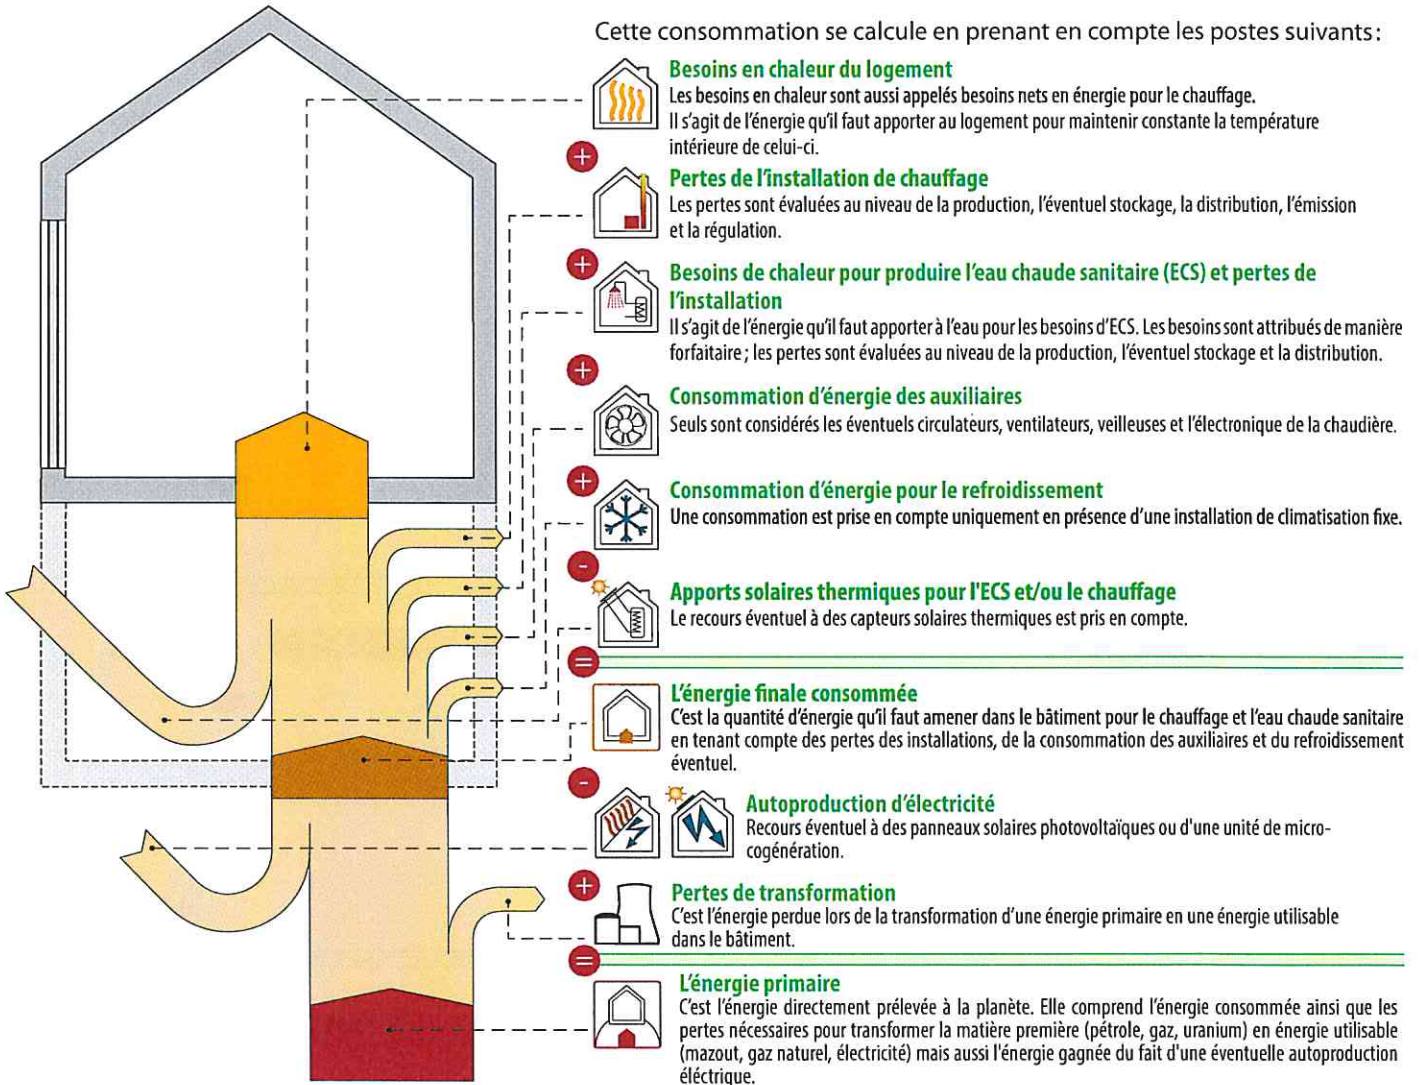 Cette consommation se calcule en prenant en compte les postes suivants :
Besoins en chaleur du logement
Les besoins en chaleur sont aussi appelés besoins nets en énergie pour le chauffage.
Il s'agit de l'énergie qu'il faut apporter au logement pour maintenir constante la température
intérieure de celui-ci.
+
Pertes de l'installation de chauffage
Les pertes sont évaluées au niveau de la production, l'éventuel stockage, la distribution, l'émission
et la régulation.
+
Besoins de chaleur pour produire l'eau chaude sanitaire (ECS) et pertes de
l'installation
Il s'agit de l'énergie qu'il faut apporter à l'eau pour les besoins d'ECS. Les besoins sont attribués de manière
forfaitaire ; les pertes sont évaluées au niveau de la production, l'éventuel stockage et la distribution.
+
Consommation d'énergie des auxiliaires
Seuls sont considérés les éventuels circulateurs, ventilateurs, veilleuses et l'électronique de la chaudière.
+
Consommation d'énergie pour le refroidissement
Une consommation est prise en compte uniquement en présence d'une installation de climatisation fixe.
-
Apports solaires thermiques pour l'ECS et/ou le chauffage
Le recours éventuel à des capteurs solaires thermiques est pris en compte.
=
L'énergie finale consommée
C'est la quantité d'énergie qu'il faut amener dans le bâtiment pour le chauffage et l'eau chaude sanitaire
en tenant compte des pertes des installations, de la consommation des auxiliaires et du refroidissement
éventuel.
-
Autoproduction d'électricité
Recours éventuel à des panneaux solaires photovoltaïques ou d'une unité de micro-
cogénération.
+
Pertes de transformation
C'est l'énergie perdue lors de la transformation d'une énergie primaire en une énergie utilisable
dans le bâtiment.
=
L'énergie primaire
C'est l'énergie directement prélevée à la planète. Elle comprend l'énergie consommée ainsi que les
pertes nécessaires pour transformer la matière première (pétrole, gaz, uranium) en énergie utilisable
(mazout, gaz naturel, électricité) mais aussi l'énergie gagnée du fait d'une éventuelle autoproduction
éléctrique.